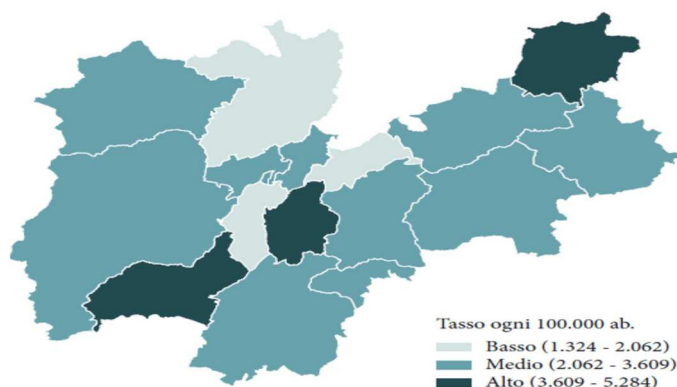 Tasso ogni 100.000 ab.
Basso (1.324 - 2.062)
Medio (2.062 - 3.609)
Alto (3.609 - 5.284)